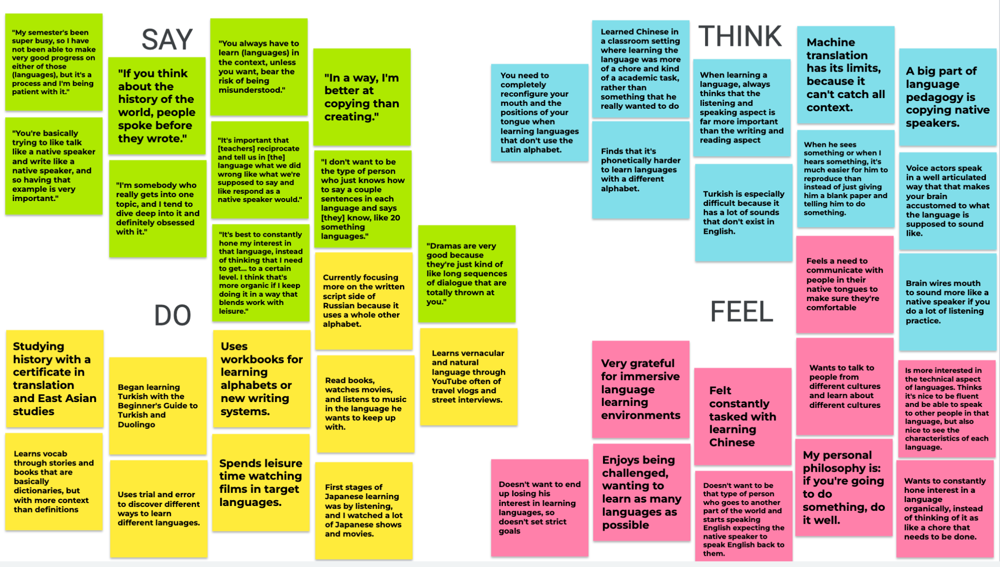 SAY
"My semester's been
super busy, so I have
not been able to make
very good progress on
either of those
(languages), but it's a
process and I'm being
patient with it."
"If you think
about the
history of the
world, people
spoke before
they wrote."
"You always have to
learn (languages) in
the context, unless
you want, bear the
risk of being
misunderstood."
"In a way, I'm
better at
copying than
creating."
"You're basically
trying to like talk
like a native speaker
and write like a
native speaker, and
so having that
example is very
important."
"I'm somebody who
really gets into one
topic, and I tend to
dive deep into it and
definitely obsessed
with it."
"It's important that
[teachers] reciprocate
and tell us in [the]
language what we did
wrong like what we're
supposed to say and
like respond as a
native speaker would."
"I don't want to be
the type of person
who just knows how
to say a couple
sentences in each
language and says
[they] know, like 20
something
languages."
"It's best to constantly
hone my interest in
that language, instead
of thinking that I need
to get... to a certain
level. I think that's
more organic if I keep
doing it in a way that
blends work with
leisure."
"Dramas are very
good because
they're just kind of
like long sequences
of dialogue that are
totally thrown at
you."
THINK
You need to
completely
reconfigure your
mouth and the
positions of your
tongue when
learning languages
that don't use the
Latin alphabet.
Learned Chinese in
a classroom setting
where learning the
language was more
of a chore and kind
of a academic task,
rather than
something that he
really wanted to do
When learning a
language, always
thinks that the
listening and
speaking aspect is
far more important
than the writing and
reading aspect
Machine
translation
has its limits,
because it
can't catch all
context.
A big part of
language
pedagogy is
copying native
speakers.
Finds that it's
phonetically harder
to learn languages
with a different
alphabet.
Turkish is especially
difficult because it
has a lot of sounds
that don't exist in
English.
When he sees
something or when I
hears something, it's
much easier for him to
reproduce than
instead of just giving
him a blank paper and
telling him to do
something.
Voice actors speak
in a well articulated
way that that makes
your brain
accustomed to what
the language is
supposed to sound
like.
Brain wires mouth
to sound more like a
native speaker if you
do a lot of listening
practice.
DO
Studying
history with a
certificate in
translation
and East Asian
studies
Began learning
Turkish with the
Beginner's Guide to
Turkish and
Duolingo
Uses
workbooks for
learning
alphabets or
new writing
systems.
Currently focusing
more on the written
script side of
Russian because it
uses a whole other
alphabet.
Read books,
watches movies,
and listens to music
in the language he
wants to keep up
with.
Learns vernacular
and natural
language through
YouTube often of
travel vlogs and
street interviews.
Learns vocab
through stories and
books that are
basically
dictionaries, but
with more context
than definitions
Uses trial and error
to discover different
ways to learn
different languages.
Spends leisure
time watching
films in target
languages.
First stages of
Japanese learning
was by listening,
and I watched a lot
of Japanese shows
and movies.
FEEL
Feels a need to
communicate with
people in their
native tongues to
make sure they're
comfortable
Very grateful
for immersive
language
learning
environments
Felt
constantly
tasked with
learning
Chinese
Wants to talk to
people from
different cultures
and learn about
different cultures
Is more interested in
the technical aspect
of languages. Thinks
it's nice to be fluent
and be able to speak
to other people in that
language, but also
nice to see the
characteristics of each
language.
Doesn't want to end
up losing his
interest in learning
languages, so
doesn't set strict
goals
Enjoys being
challenged,
wanting to
learn as many
languages as
possible
Doesn't want to be
that type of person
who goes to another
part of the world and
starts speaking
English expecting the
native speaker to
speak English back to
them.
My personal
philosophy is:
if you're going
to do
something, do
it well.
Wants to constantly
hone interest in a
language
organically, instead
of thinking of it as
like a chore that
needs to be done.